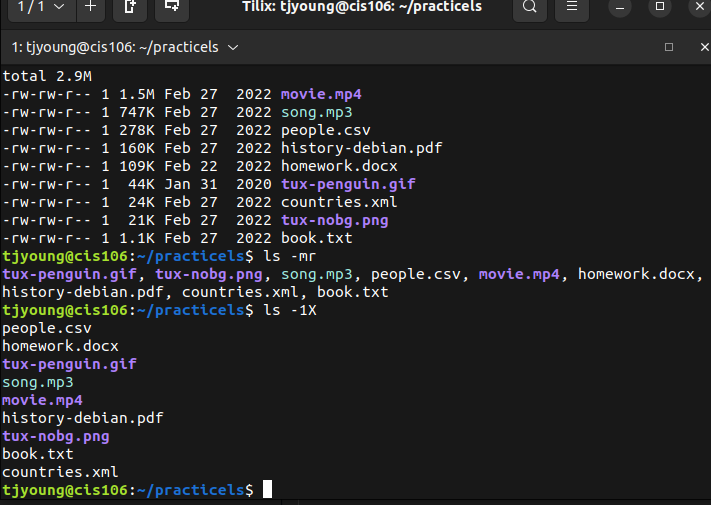 1 / 1
Tilix: tjyoung@cis106: ~/practicels
1: tjyoung@cis106:~/practicels
total 2.9M
-rw-rw-r-- 1 1.5M Feb 27  2022 movie.mp4
-rw-rw-r-- 1 747K Feb 27  2022 song.mp3
-rw-rw-r-- 1 278K Feb 27  2022 people.csv
-rw-rw-r-- 1 160K Feb 27  2022 history-debian.pdf
-rw-rw-r-- 1 109K Feb 22  2022 homework.docx
-rw-rw-r-- 1  44K Jan 31  2020 tux-penguin.gif
-rw-rw-r-- 1  24K Feb 27  2022 countries.xml
-rw-rw-r-- 1  21K Feb 27  2022 tux-nobg.png
-rw-rw-r-- 1 1.1K Feb 27  2022 book.txt
tjyoung@cis106:~/practicels$ ls -mr
tux-penguin.gif, tux-nobg.png, song.mp3, people.csv, movie.mp4, homework.docx,
history-debian.pdf, countries.xml, book.txt
tjyoung@cis106:~/practicels$ ls -1X
people.csv
homework.docx
tux-penguin.gif
song.mp3
movie.mp4
history-debian.pdf
tux-nobg.png
book.txt
countries.xml
tjyoung@cis106:~/practicels$